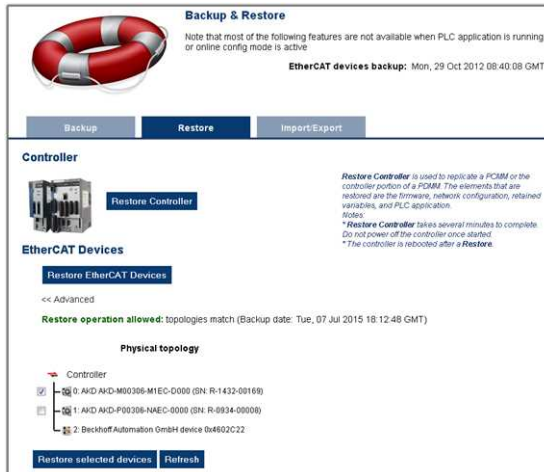 Backup & Restore
Note that most of the following features are not available when PLC application is running
or online config mode is active
EtherCAT devices backup: Mon, 29 Oct 2012 08:40:08 GMT
Backup
Restore
Import/Export
Controller
Restore Controller
Restore Controller is used to replicate a PCMM or the
controller portion of a PDMM. The elements that are
restored are the firmware, network configuration, retained
variables, and PLC application.
Notes:
* Restore Controller takes several minutes to complete.
Do not power off the controller once started.
* The controller is rebooted after a Restore.
EtherCAT Devices
Restore EtherCAT Devices
<< Advanced
Restore operation allowed: topologies match (Backup date: Tue, 07 Jul 2015 18:12:48 GMT)
Physical topology
Controller
0: AKD AKD-M00306-M1EC-D000 (SN: R-1432-00169)
1: AKD AKD-P00306-NAEC-0000 (SN: R-0934-00008)
2: Beckhoff Automation GmbH device 0x4602C22
Restore selected devices
Refresh